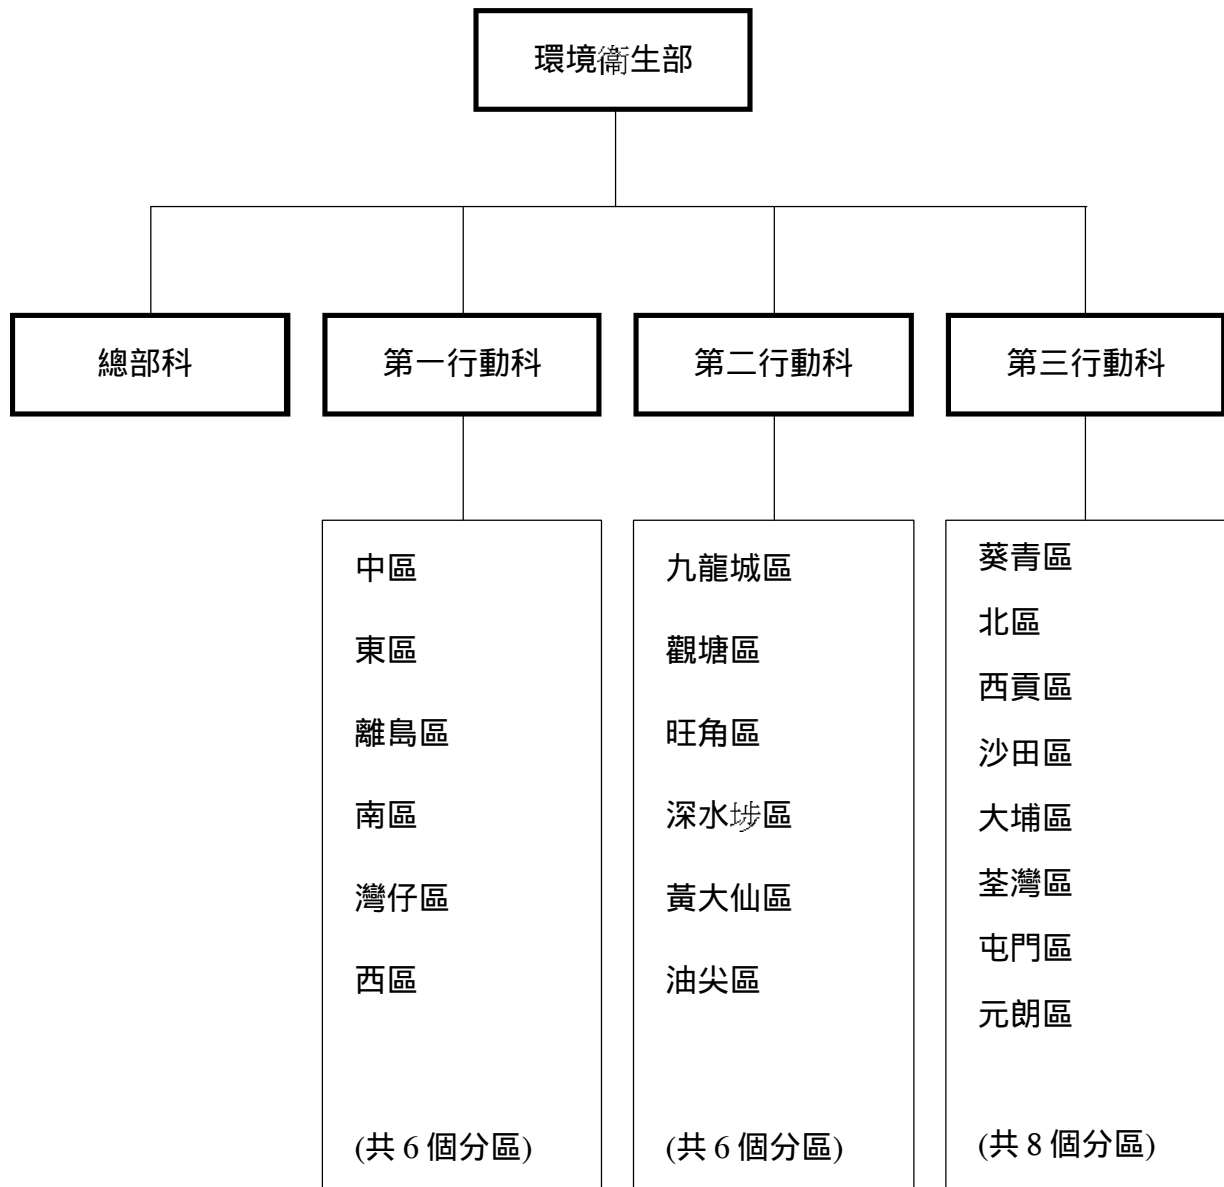 環境衞生部
總部科
第一行動科
第二行動科
第三行動科
中區
東區
離島區
南區
灣仔區
西區
(共 6 個分區)
九龍城區
觀塘區
旺角區
深水埗區
黃大仙區
油尖區
(共 6 個分區)
葵青區
北區
西貢區
沙田區
大埔區
荃灣區
屯門區
元朗區
(共 8 個分區)